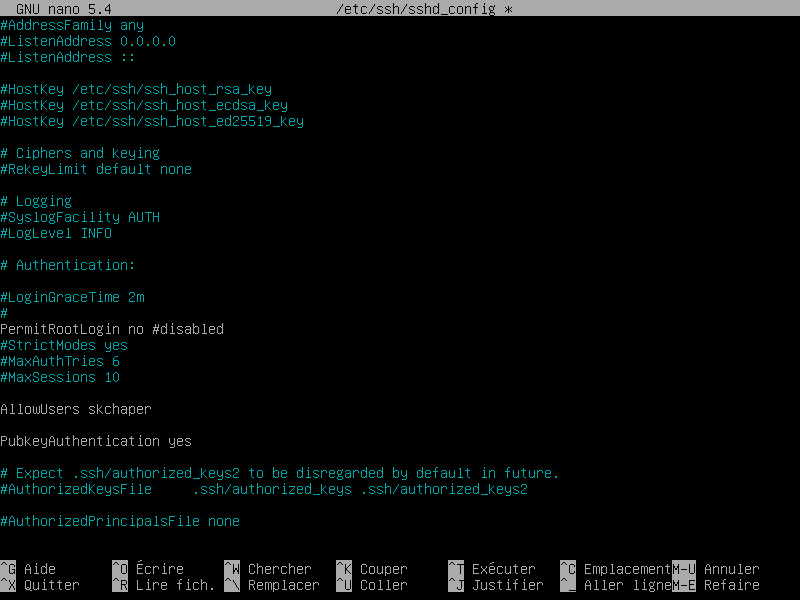 GNU nano 5.4 /etc/ssh/sshd_config *
#AddressFamily any
#ListenAddress 0.0.0.0
#ListenAddress ::
#HostKey /etc/ssh/ssh_host_rsa_key
#HostKey /etc/ssh/ssh_host_ecdsa_key
#HostKey /etc/ssh/ssh_host_ed25519_key
# Ciphers and keying
#RekeyLimit default none
# Logging
#SyslogFacility AUTH
#LogLevel INFO
# Authentication:
#LoginGraceTime 2m
#
PermitRootLogin no #disabled
#StrictModes yes
#MaxAuthTries 6
#MaxSessions 10
AllowUsers skchaper
PubkeyAuthentication yes
# Expect .ssh/authorized_keys2 to be disregarded by default in future.
#AuthorizedKeysFile .ssh/authorized_keys .ssh/authorized_keys2
#AuthorizedPrincipalsFile none
^G Aide ^O Écrire ^W Chercher ^K Couper ^T Exécuter ^C Emplacement M-U Annuler
^X Quitter ^R Lire fich. ^\ Remplacer ^U Coller ^J Justifier ^_ Aller ligne M-E Refaire